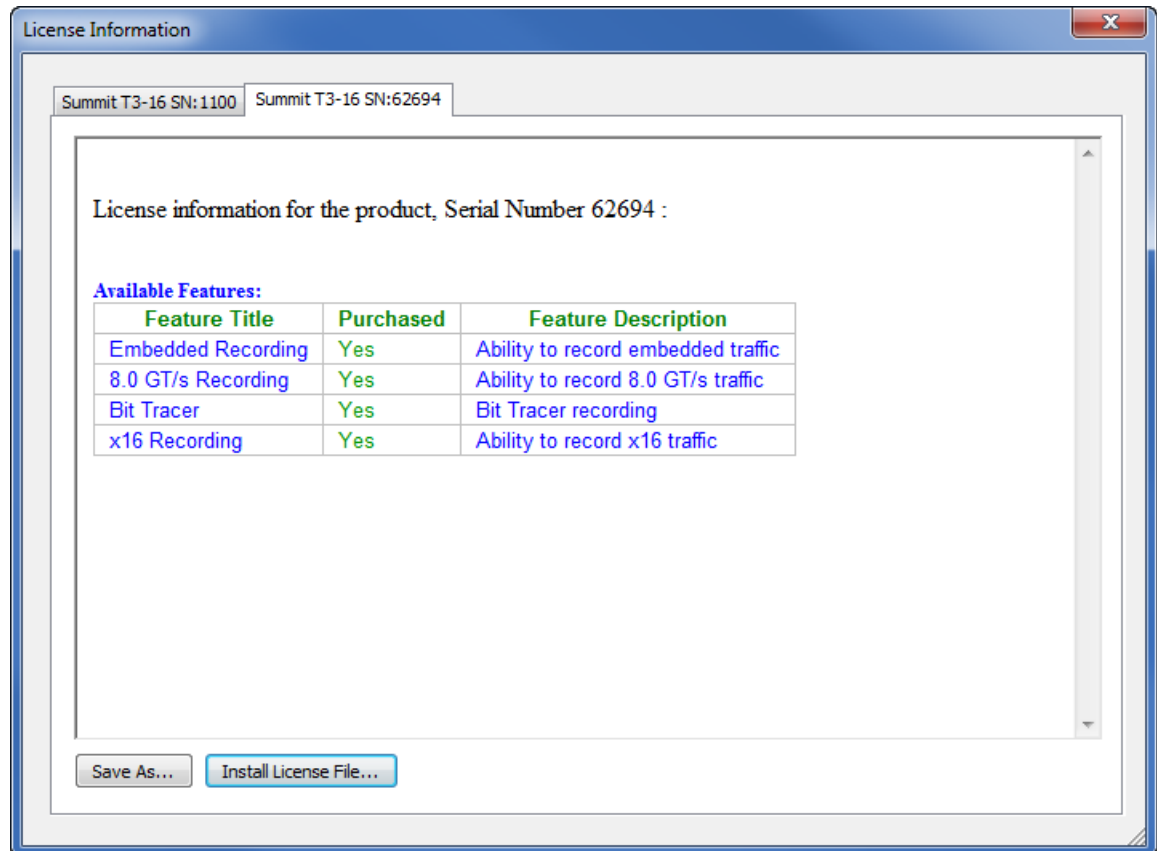 License Information
Summit T3-16 SN:1100 Summit T3-16 SN:62694
License information for the product, Serial Number 62694 :
Available Features:
Feature Title Purchased Feature Description
Embedded Recording Yes Ability to record embedded traffic
8.0 GT/s Recording Yes Ability to record 8.0 GT/s traffic
Bit Tracer Yes Bit Tracer recording
x16 Recording Yes Ability to record x16 traffic
Save As... Install License File...